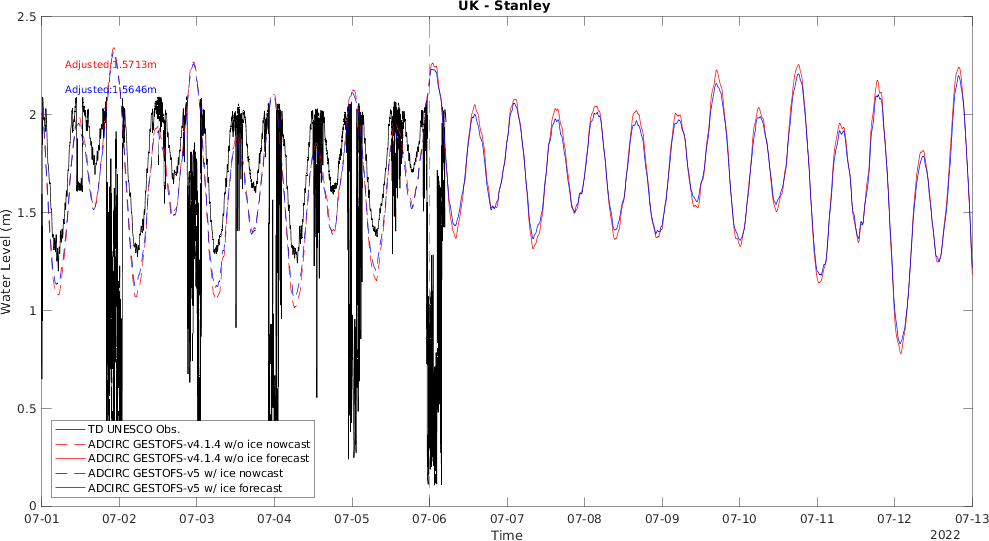 UK - Stanley
2.5
2
1.5
1
0.5
0
Water Level (m)
Adjusted:1.5713m
Adjusted:1.5646m
TD UNESCO Obs.
ADCIRC GESTOFS-v4.1.4 w/o ice nowcast
ADCIRC GESTOFS-v4.1.4 w/o ice forecast
ADCIRC GESTOFS-v5 w/ ice nowcast
ADCIRC GESTOFS-v5 w/ ice forecast
07-01 07-02 07-03 07-04 07-05 07-06 07-07 07-08 07-09 07-10 07-11 07-12 07-13
Time
2022